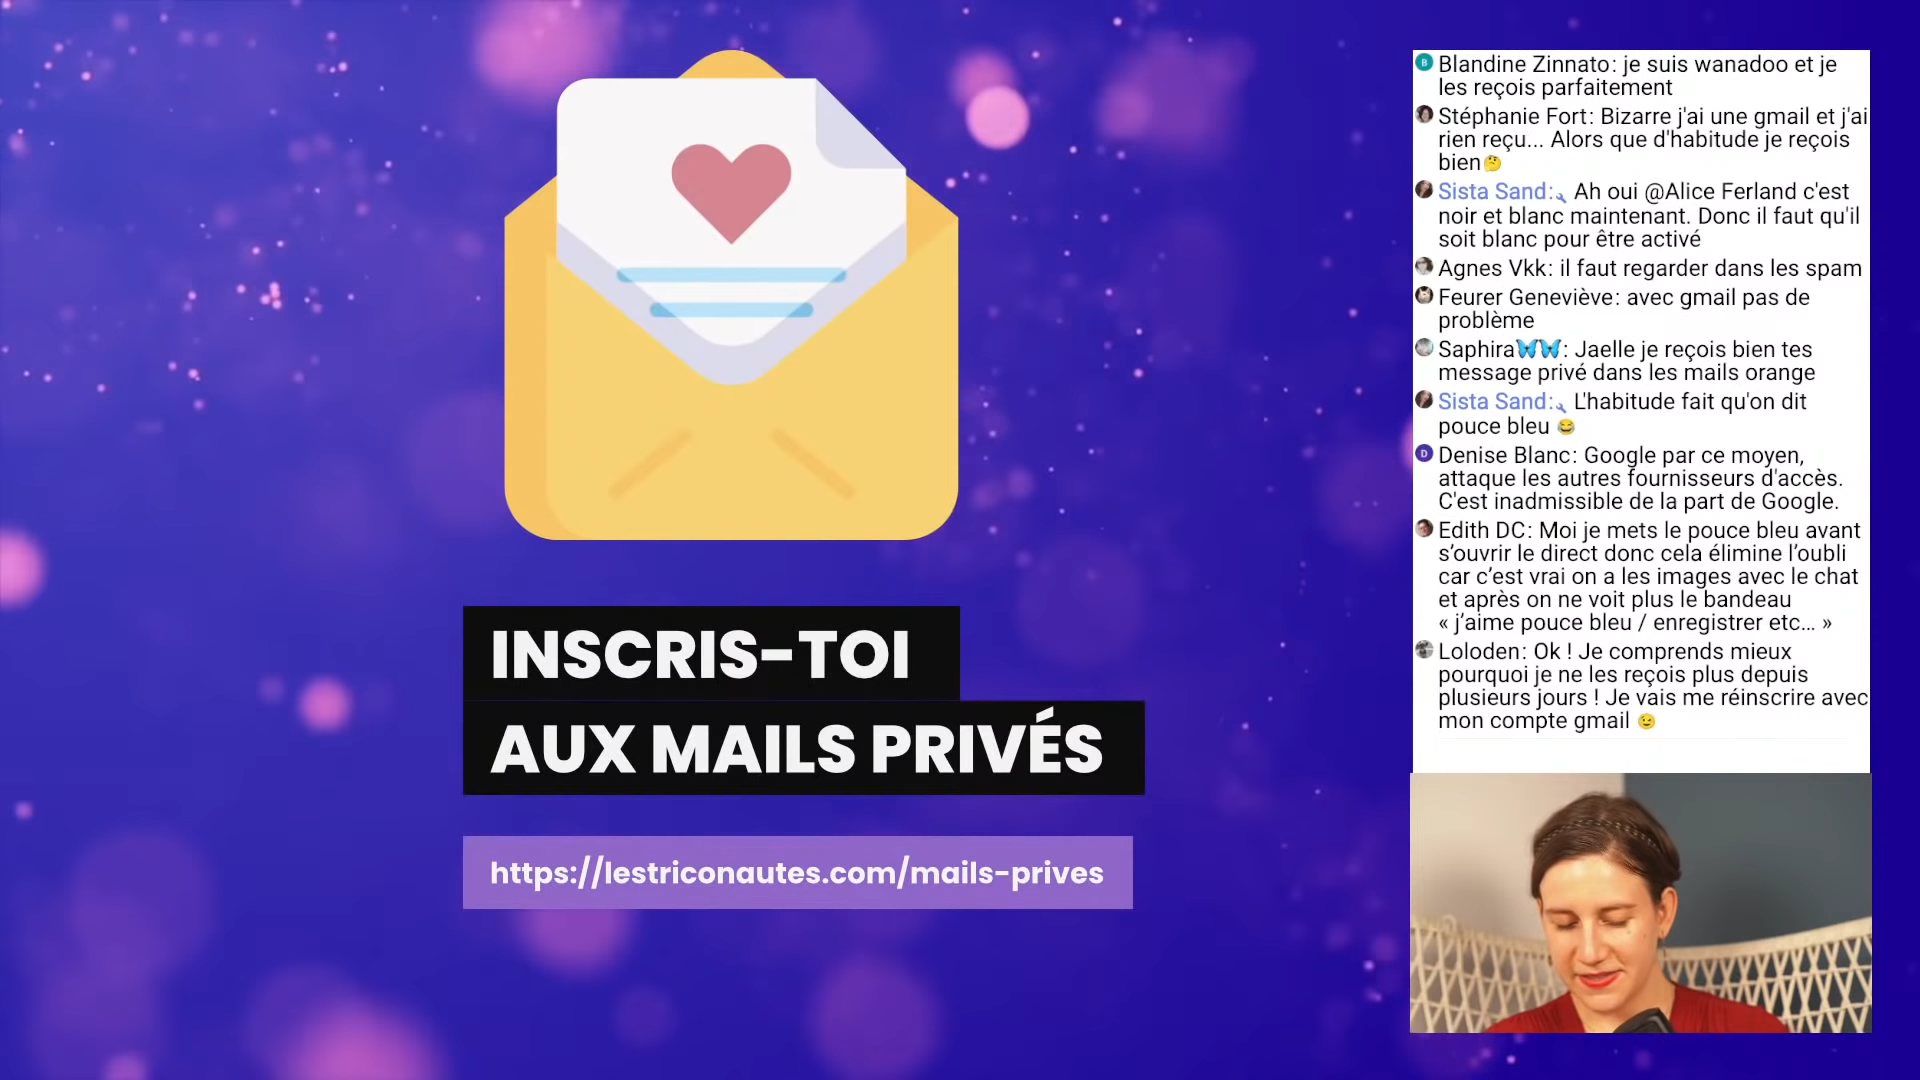 INSCRIS-TOI
AUX MAILS PRIVÉS
https://lestriconautes.com/mails-prives
B Blandine Zinnato: je suis wanadoo et je
les reçois parfaitement
Stéphanie Fort: Bizarre j'ai une gmail et j'ai
rien reçu... Alors que d'habitude je reçois
bien🤔
Sista Sand: Ah oui @Alice Ferland c'est
noir et blanc maintenant. Donc il faut qu'il
soit blanc pour être activé
Agnes Vkk: il faut regarder dans les spam
Feurer Geneviève: avec gmail pas de
problème
Saphira🦋🦋: Jaelle je reçois bien tes
message privé dans les mails orange
Sista Sand: L'habitude fait qu'on dit
pouce bleu 😂
D Denise Blanc: Google par ce moyen,
attaque les autres fournisseurs d'accès.
C'est inadmissible de la part de Google.
Edith DC: Moi je mets le pouce bleu avant
s’ouvrir le direct donc cela élimine l’oubli
car c’est vrai on a les images avec le chat
et après on ne voit plus le bandeau
« j’aime pouce bleu / enregistrer etc… »
Loloden: Ok ! Je comprends mieux
pourquoi je ne les reçois plus depuis
plusieurs jours ! Je vais me réinscrire avec
mon compte gmail 😉